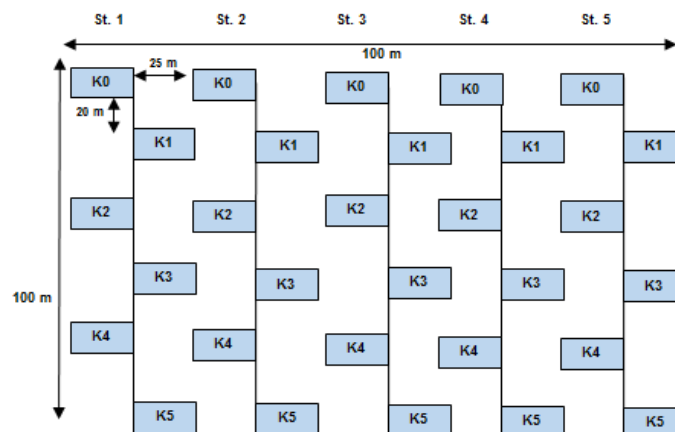 St. 1 St. 2 St. 3 St. 4 St. 5
100 m
25 m
K0 K0 K0 K0 K0
20 m
K1 K1 K1 K1 K1
K2 K2 K2 K2 K2
K3 K3 K3 K3 K3
100 m
K4 K4 K4 K4 K4
K5 K5 K5 K5 K5